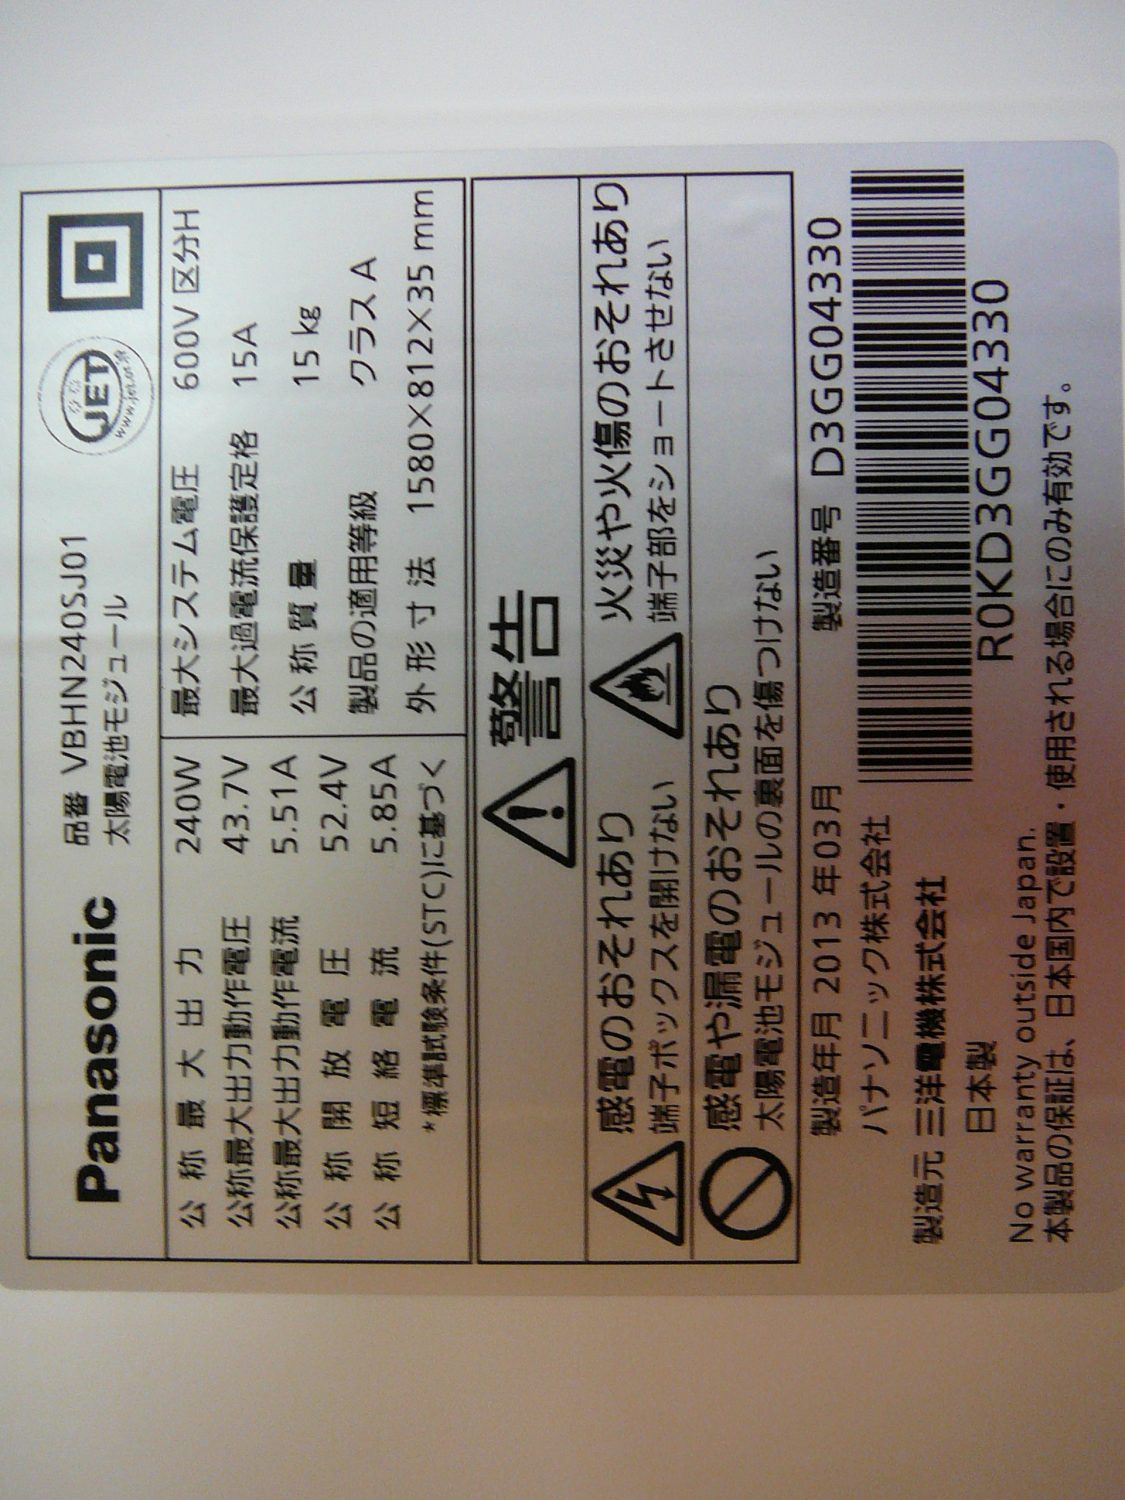 Panasonic
品番 VBHN240SJ01
太陽電池モジュール
JET
www.jet.or.jp
公称最大出力 240W
公称最大出力動作電圧 43.7V
公称最大出力動作電流 5.51A
公称開放電圧 52.4V
公称短絡電流 5.85A
*標準試験条件(STC)に基づく
最大システム電圧 600V 区分H
最大過電流保護定格 15A
公称質量 15 kg
製品の適用等級 クラス A
外形寸法 1580×812×35 mm
警告
感電のおそれあり
端子ボックスを開けない
火災や火傷のおそれあり
端子部をショートさせない
感電や漏電のおそれあり
太陽電池モジュールの裏面を傷つけない
製造年月 2013 年03月
製造番号 D3GG04330
パナソニック株式会社
製造元 三洋電機株式会社
日本製
R0KD3GG04330
No warranty outside Japan.
本製品の保証は、日本国内で設置・使用される場合にのみ有効です。